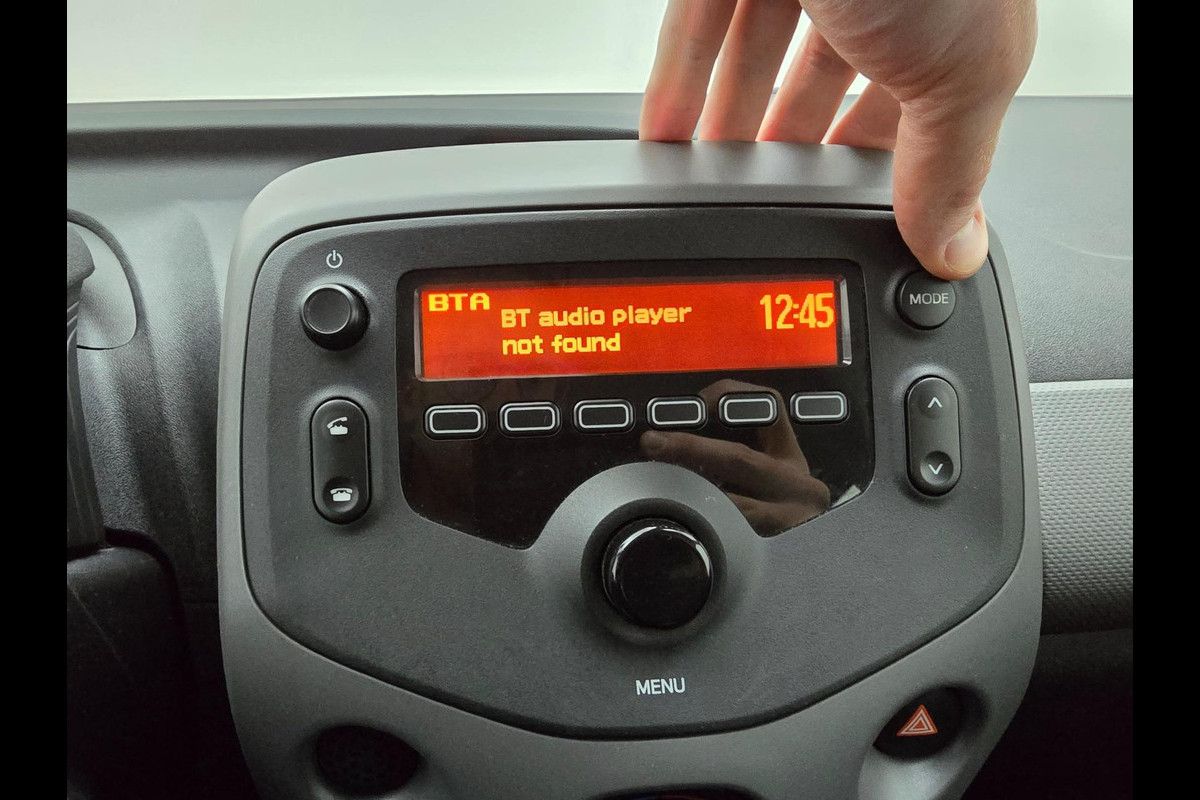 BTA
BT audio player
not found
12:45
MODE
MENU